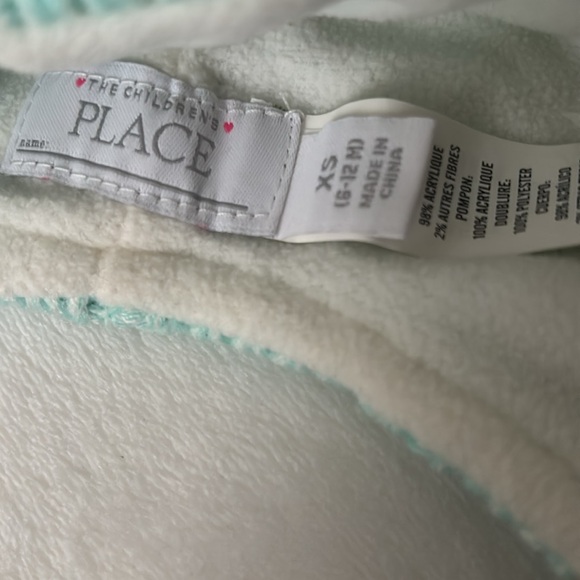 THE CHILDREN'S
PLACE
name:
XS
(6-12 M)
MADE IN
CHINA
98% ACRYLIQUE
2% AUTRES FIBRES
POMPON:
100% ACRYLIQUE
DOUBLURE:
100% POLYESTER
CUERPO:
98% ACRÍLICO